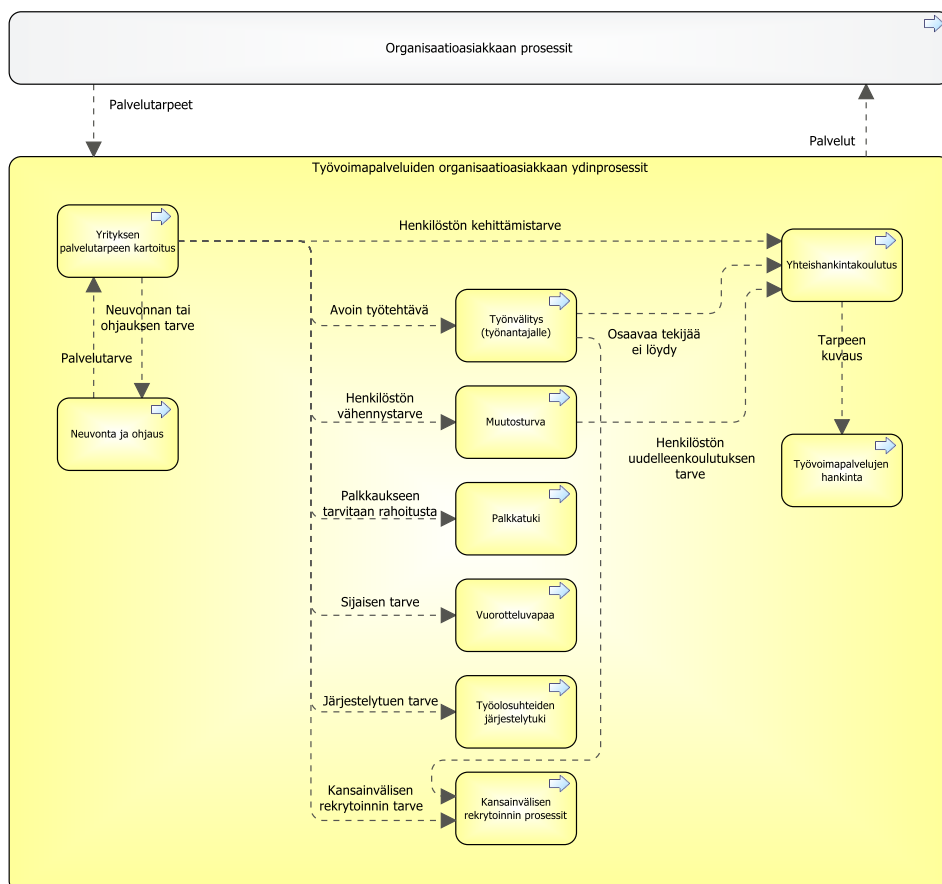 Organisaatioasiakkaan prosessit
Palvelutarpeet
Palvelut
Työvoimapalveluiden organisaatioasiakkaan ydinprosessit
Yrityksen
palvelutarpeen kartoitus
Henkilöstön kehittämistarve
Yhteishankintakoulutus
Neuvonnan tai
ohjauksen tarve
Avoin työtehtävä
Työnvälitys
(työnantajalle)
Osaavaa tekijää
ei löydy
Tarpeen
kuvaus
Palvelutarve
Neuvonta ja ohjaus
Henkilöstön
vähennystarve
Muutosturva
Henkilöstön
uudelleenkoulutuksen
tarve
Työvoimapalvelujen
hankinta
Palkkaukseen
tarvitaan rahoitusta
Palkkatuki
Sijaisen tarve
Vuorotteluvapaa
Järjestelytuen tarve
Työolosuhteiden
järjestelytuki
Kansainvälisen
rekrytoinnin tarve
Kansainvälisen
rekrytoinnin prosessit